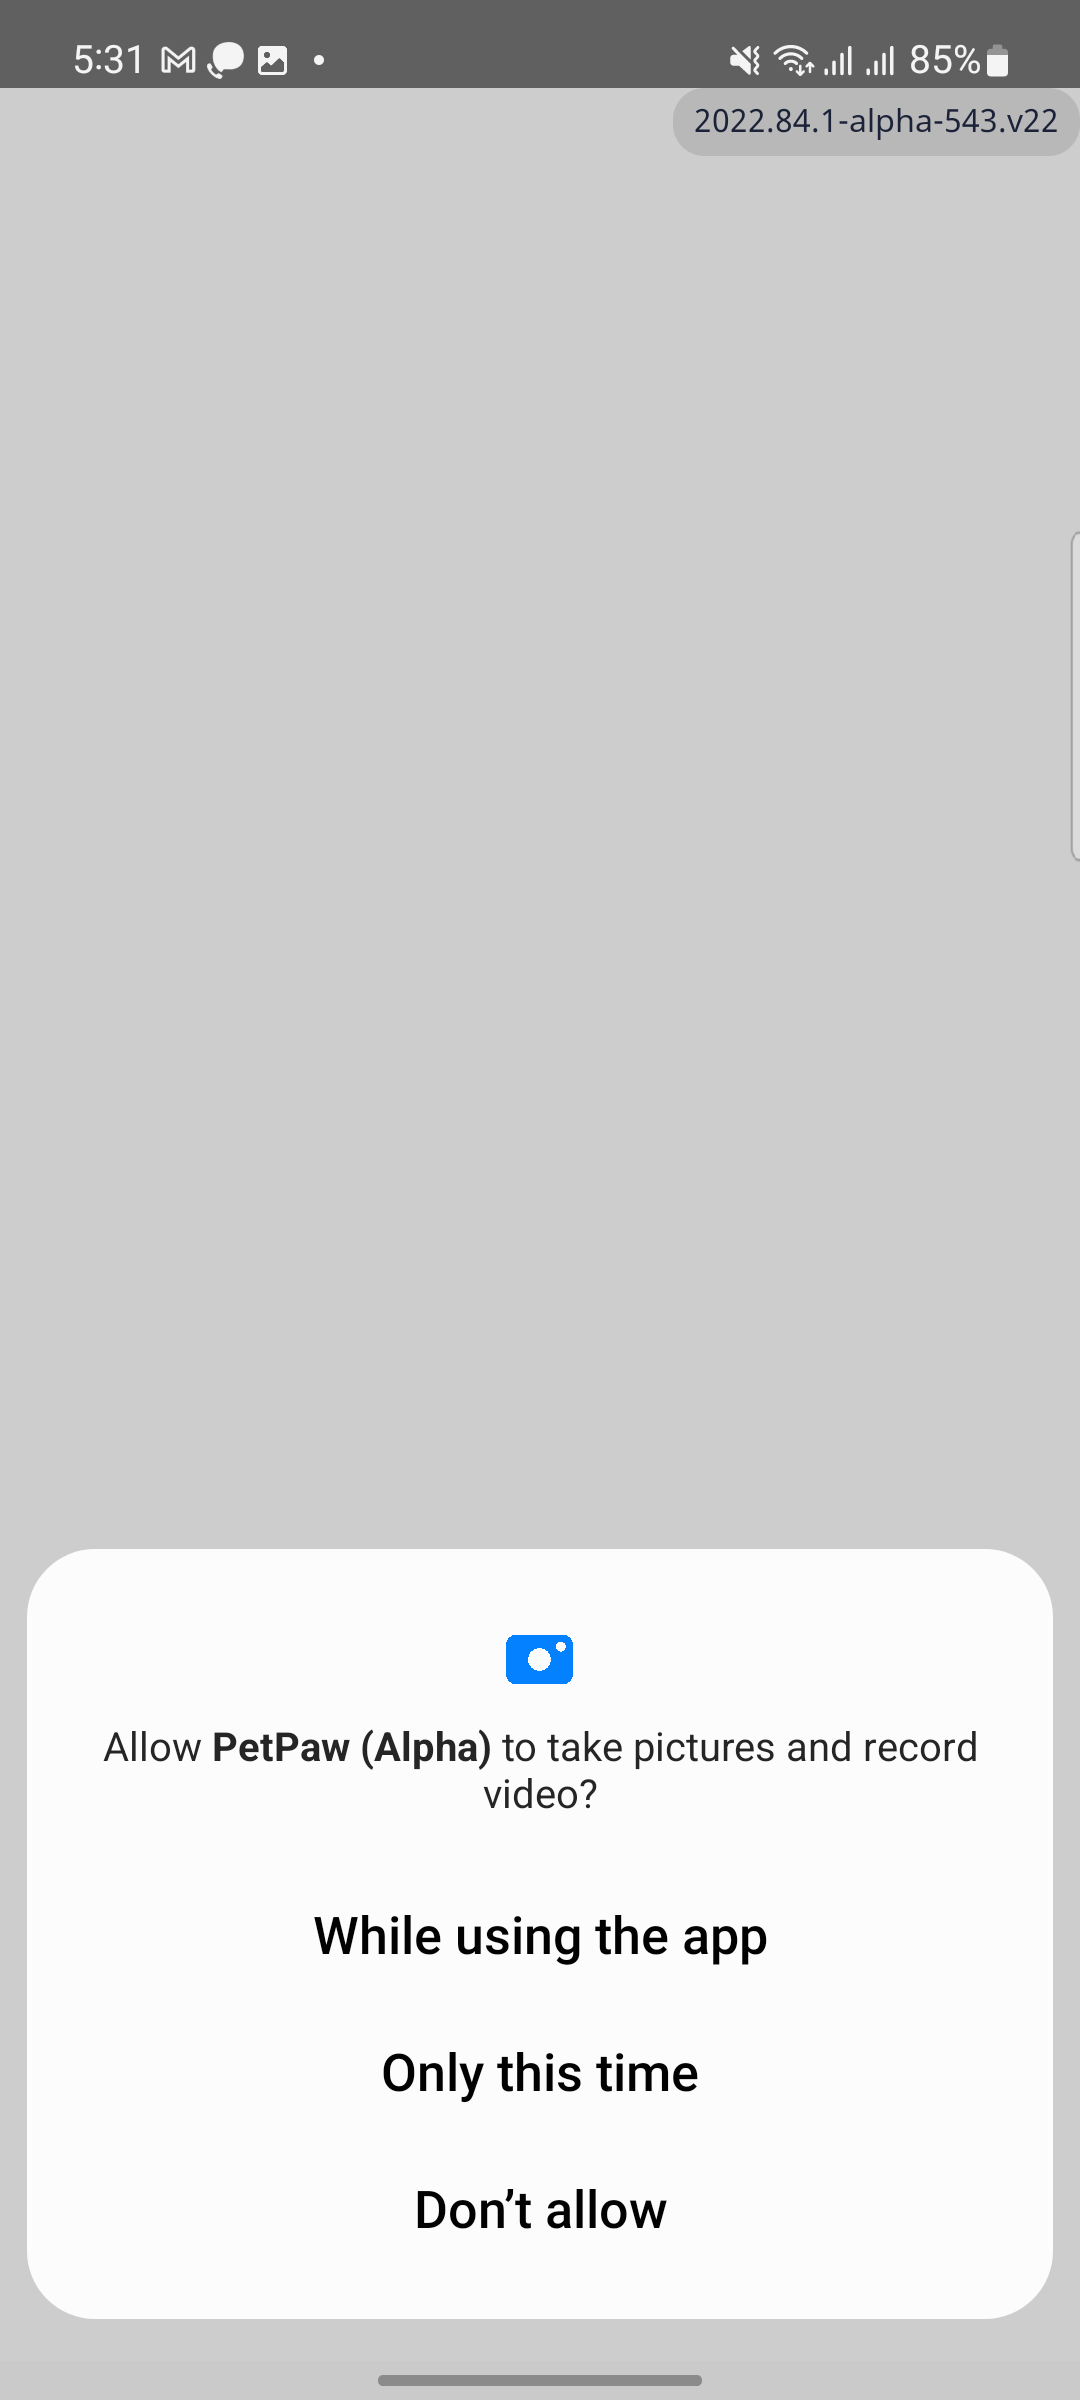 5:31
85%
2022.84.1-alpha-543.v22
Allow PetPaw (Alpha) to take pictures and record
video?
While using the app
Only this time
Don’t allow